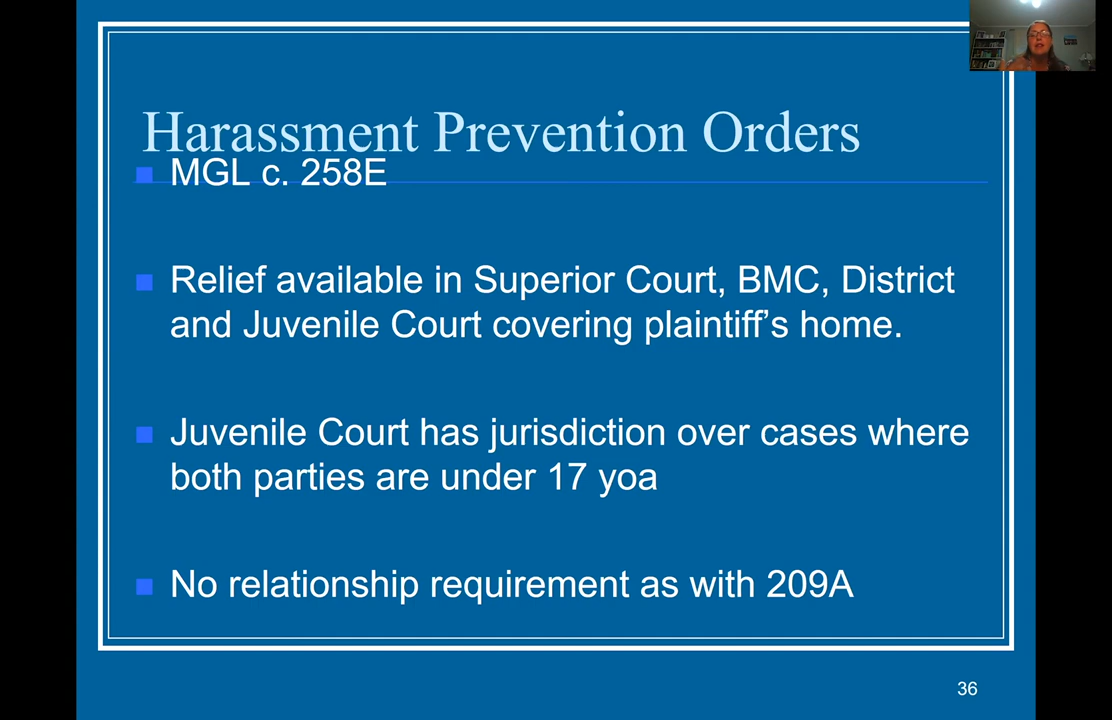 Harassment Prevention Orders
MGL c. 258E
Relief available in Superior Court, BMC, District
and Juvenile Court covering plaintiff’s home.
Juvenile Court has jurisdiction over cases where
both parties are under 17 yoa
No relationship requirement as with 209A
36